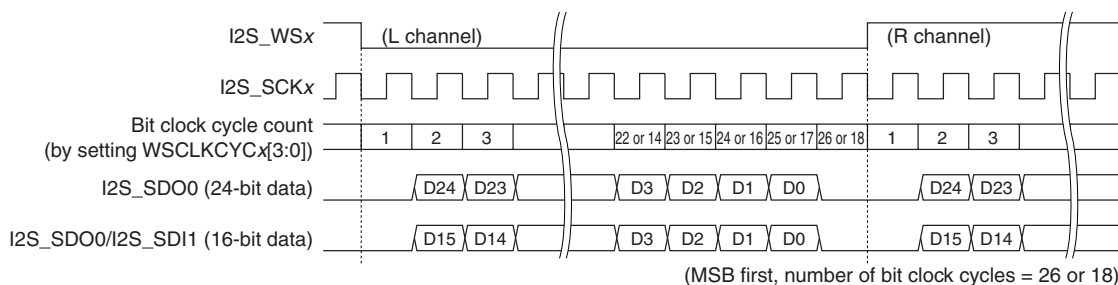 I2S_WSx (L channel) (R channel)
I2S_SCKx
Bit clock cycle count
(by setting WSCLKCYCx[3:0])
1 2 3 22 or 14 23 or 15 24 or 16 25 or 17 26 or 18 1 2 3
I2S_SDO0 (24-bit data) D24 D23 D3 D2 D1 D0 D24 D23
I2S_SDO0/I2S_SDI1 (16-bit data) D15 D14 D3 D2 D1 D0 D15 D14
(MSB first, number of bit clock cycles = 26 or 18)